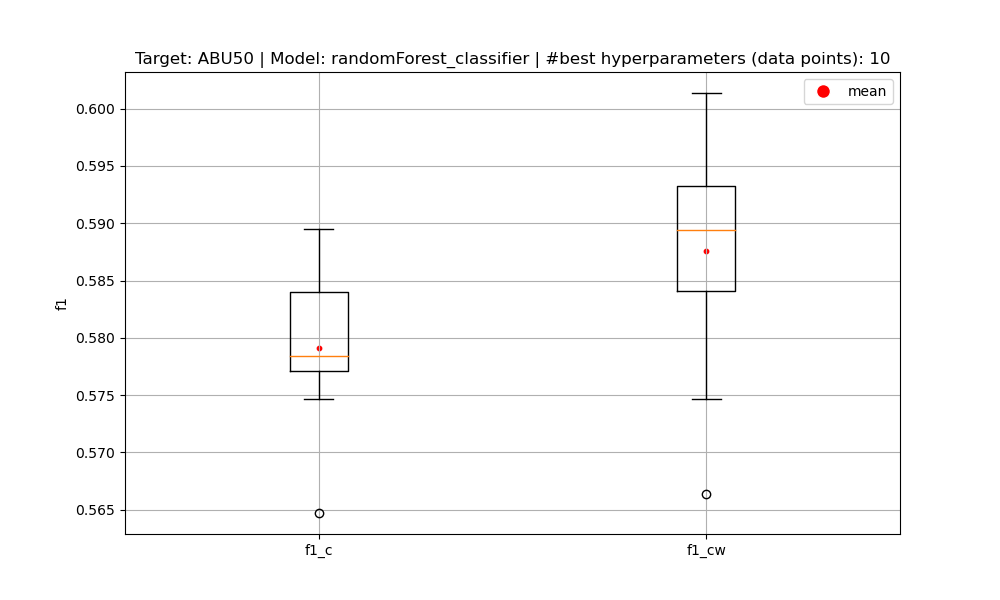 Target: ABU50 | Model: randomForest_classifier | #best hyperparameters (data points): 10
mean
0.600
0.595
0.590
0.585
0.580
0.575
0.570
0.565
f1
f1_c
f1_cw